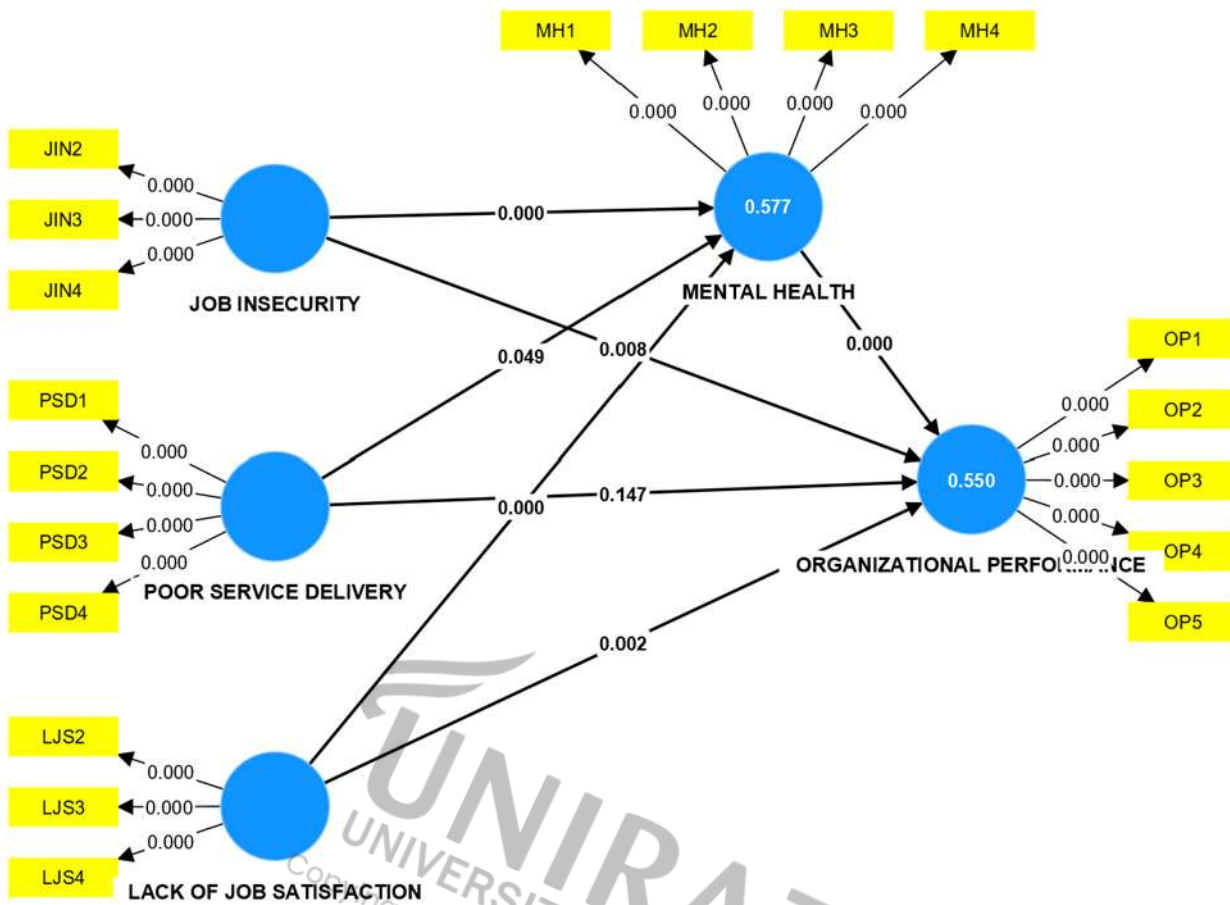 MH1
MH2
MH3
MH4
0.000
0.000
0.000
0.000
JIN2
JIN3
JIN4
0.000
0.000
0.000
JOB INSECURITY
0.000
0.577
MENTAL HEALTH
0.008
0.049
0.000
PSD1
PSD2
PSD3
PSD4
0.000
0.000
0.000
0.000
POOR SERVICE DELIVERY
0.000
0.147
0.550
ORGANIZATIONAL
OP1
OP2
OP3
OP4
OP5
0.000
0.000
0.000
0.000
0.000
0.002
LJS2
LJS3
LJS4
0.000
0.000
0.000
LACK OF JOB SATISFACTION